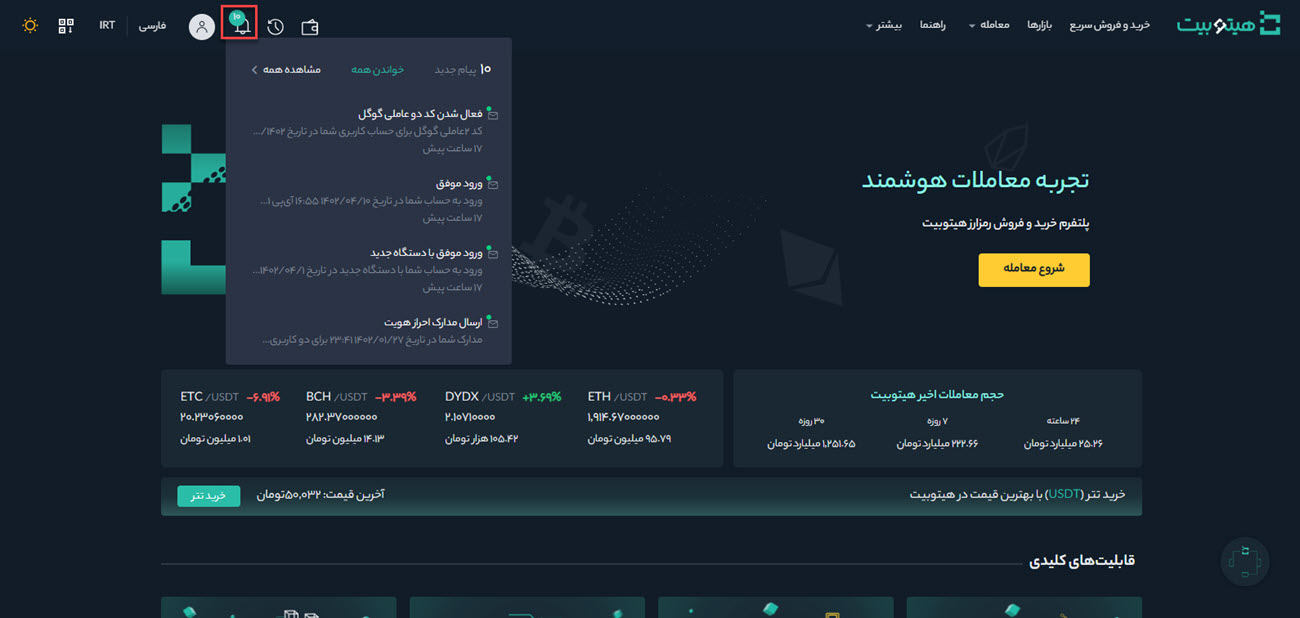 هیتوبیت
خرید و فروش سریع
بازارها
معامله
راهنما
بیشتر
۱۰
فارسی
IRT
۱۰ پیام جدید
خواندن همه
مشاهده همه
فعال شدن کد دو عاملی گوگل
کد ۲عاملی گوگل برای حساب کاربری شما در تاریخ ۱۴۰۲/...
۱۷ ساعت پیش
ورود موفق
ورود به حساب شما در تاریخ ۱۴۰۲/۰۴/۱۰ ۱۶:۵۵ آی‌پی ۱...
۱۷ ساعت پیش
ورود موفق با دستگاه جدید
ورود به حساب شما با دستگاه جدید در تاریخ ۱۴۰۲/۰۴/۱...
۱۷ ساعت پیش
ارسال مدارک احراز هویت
مدارک شما در تاریخ ۱۴۰۲/۰۱/۲۷ ۲۳:۴۱ برای دو کاربری...
تجربه معاملات هوشمند
پلتفرم خرید و فروش رمزارز هیتوبیت
شروع معامله
حجم معاملات اخیر هیتوبیت
۲۴ ساعته
۲۵.۲۶ میلیارد تومان
۷ روزه
۲۲۲.۶۶ میلیارد تومان
۳۰ روزه
۱,۲۵۱.۶۵ میلیارد تومان
ETH /USDT -۰.۳۳%
۱,۹۱۴.۶۷۰۰۰۰۰۰
۹۵.۷۹ میلیون تومان
DYDX /USDT +۳.۶۹%
۲.۱۰۷۱۰۰۰۰
۱۰۵.۴۲ هزار تومان
BCH /USDT -۳.۳۹%
۲۸۲.۳۷۰۰۰۰۰۰
۱۴.۱۳ میلیون تومان
ETC /USDT -۶.۹۱%
۲۰.۲۳۰۶۰۰۰۰
۱.۰۱ میلیون تومان
خرید تتر (USDT) با بهترین قیمت در هیتوبیت
آخرین قیمت: ۵۰,۰۳۲تومان
خرید تتر
قابلیت‌های کلیدی